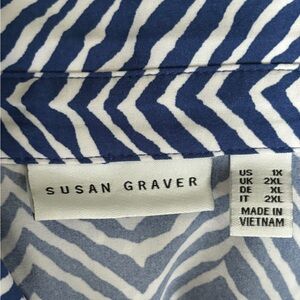 SUSAN GRAVER
US 1X
UK 2XL
DE XL
IT 2XL
MADE IN
VIETNAM